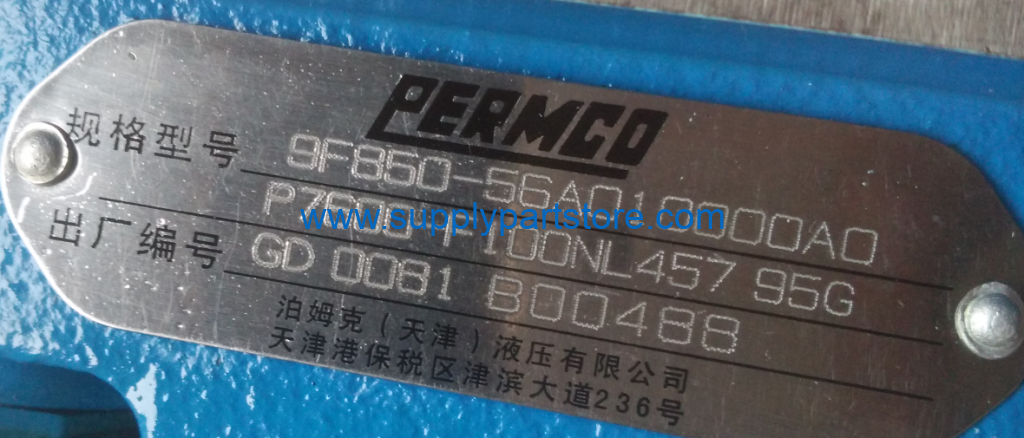 PERMCO
规格型号 9F850-56A010000A0
www.supplypartstore.com
NL457 95G
出厂编号 GD 0081 B00488
泊姆克(天津)液压有限公司
天津港保税区津滨大道236号